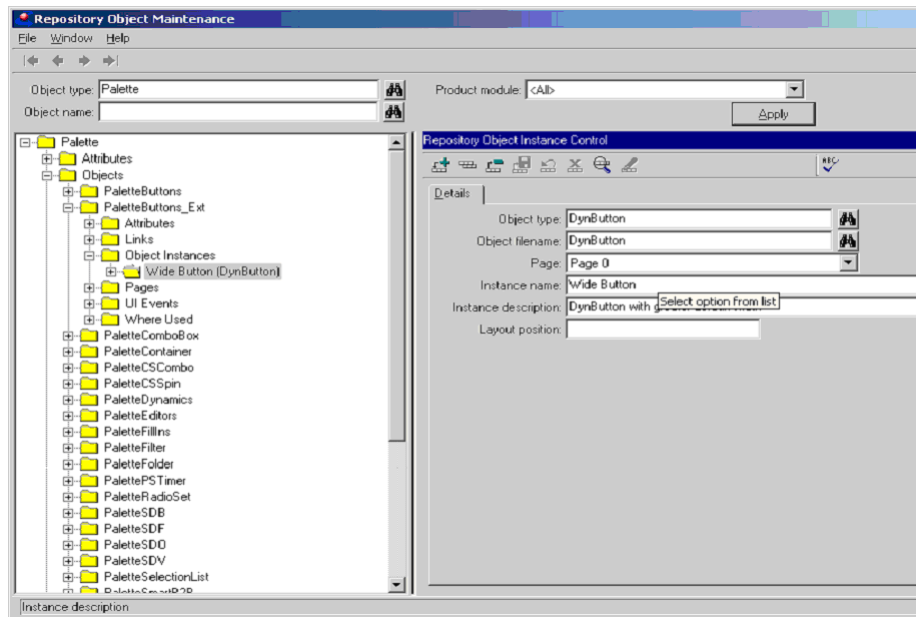 Repository Object Maintenance
File Window Help
Object type: Palette
Object name:
Product module: <All>
Apply
Palette
Attributes
Objects
PaletteButtons
PaletteButtons_Ext
Attributes
Links
Object Instances
Wide Button (DynButton)
Pages
UI Events
Where Used
PaletteComboBox
PaletteContainer
PaletteCSCombo
PaletteCSSpin
PaletteDynamics
PaletteEditors
PaletteFillIns
PaletteFilter
PaletteFolder
PalettePSTimer
PaletteRadioSet
PaletteSDB
PaletteSDF
PaletteSDO
PaletteSDV
PaletteSelectionList
Repository Object Instance Control
ABC
Details
Object type: DynButton
Object filename: DynButton
Page: Page 0
Instance name: Wide Button
Select option from list
Instance description: DynButton with
Layout position:
Instance description